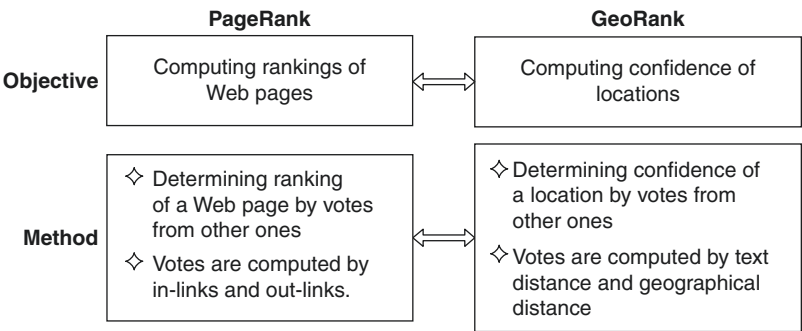 PageRank
GeoRank
Objective
Computing rankings of
Web pages
Computing confidence of
locations
Method
Determining ranking
of a Web page by votes
from other ones
Votes are computed by
in-links and out-links.
Determining confidence of
a location by votes from
other ones
Votes are computed by text
distance and geographical
distance